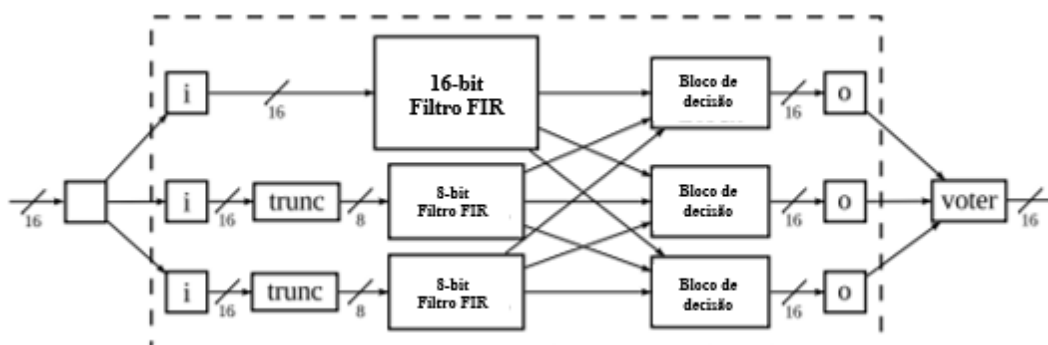 i
16
16-bit
Filtro FIR
Bloco de
decisão
16
o
16
i
16
trunc
8
8-bit
Filtro FIR
Bloco de
decisão
16
o
voter
16
i
16
trunc
8
8-bit
Filtro FIR
Bloco de
decisão
16
o